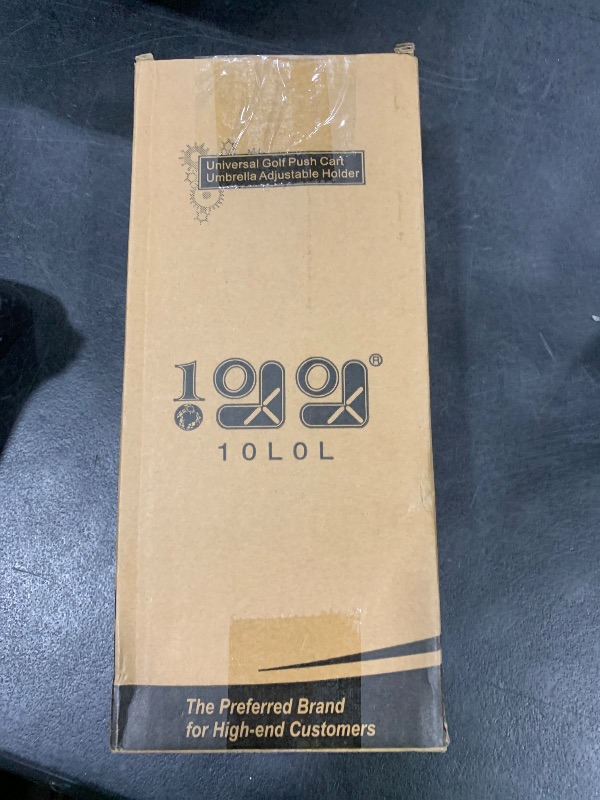 Universal Golf Push Cart
Umbrella Adjustable Holder
®
10L0L
The Preferred Brand
for High-end Customers